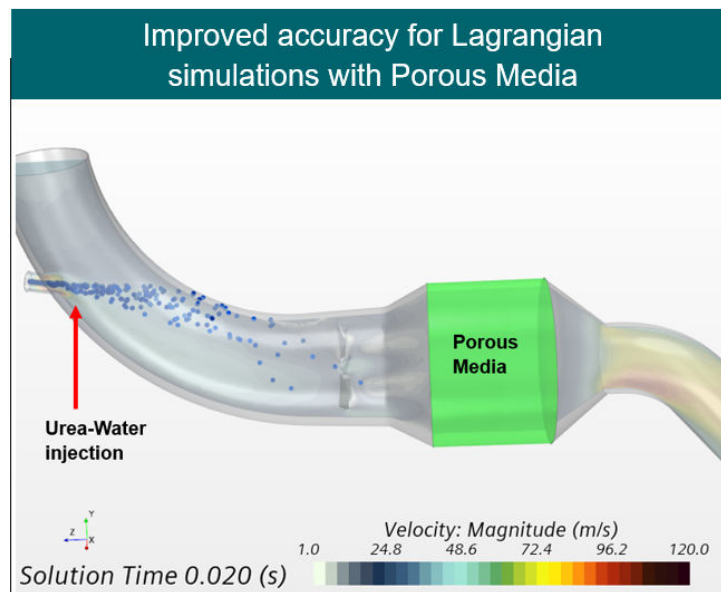 Improved accuracy for Lagrangian
simulations with Porous Media
Porous
Media
Urea-Water
injection
Y
Z
X
Velocity: Magnitude (m/s)
1.0 24.8 48.6 72.4 96.2 120.0
Solution Time 0.020 (s)